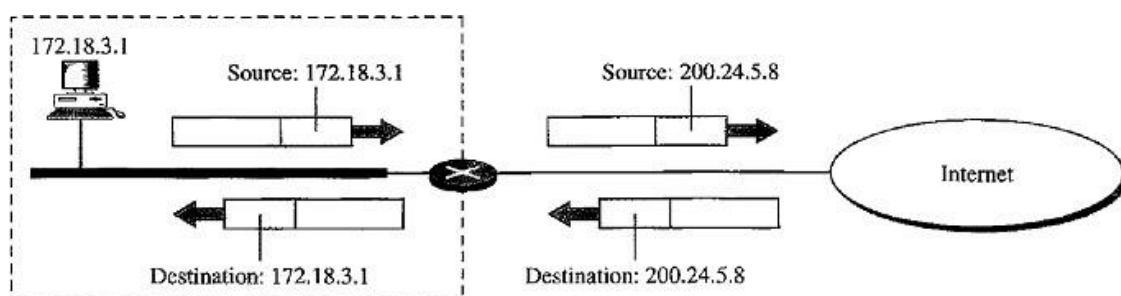 172.18.3.1
Source: 172.18.3.1
Source: 200.24.5.8
Internet
Destination: 172.18.3.1
Destination: 200.24.5.8